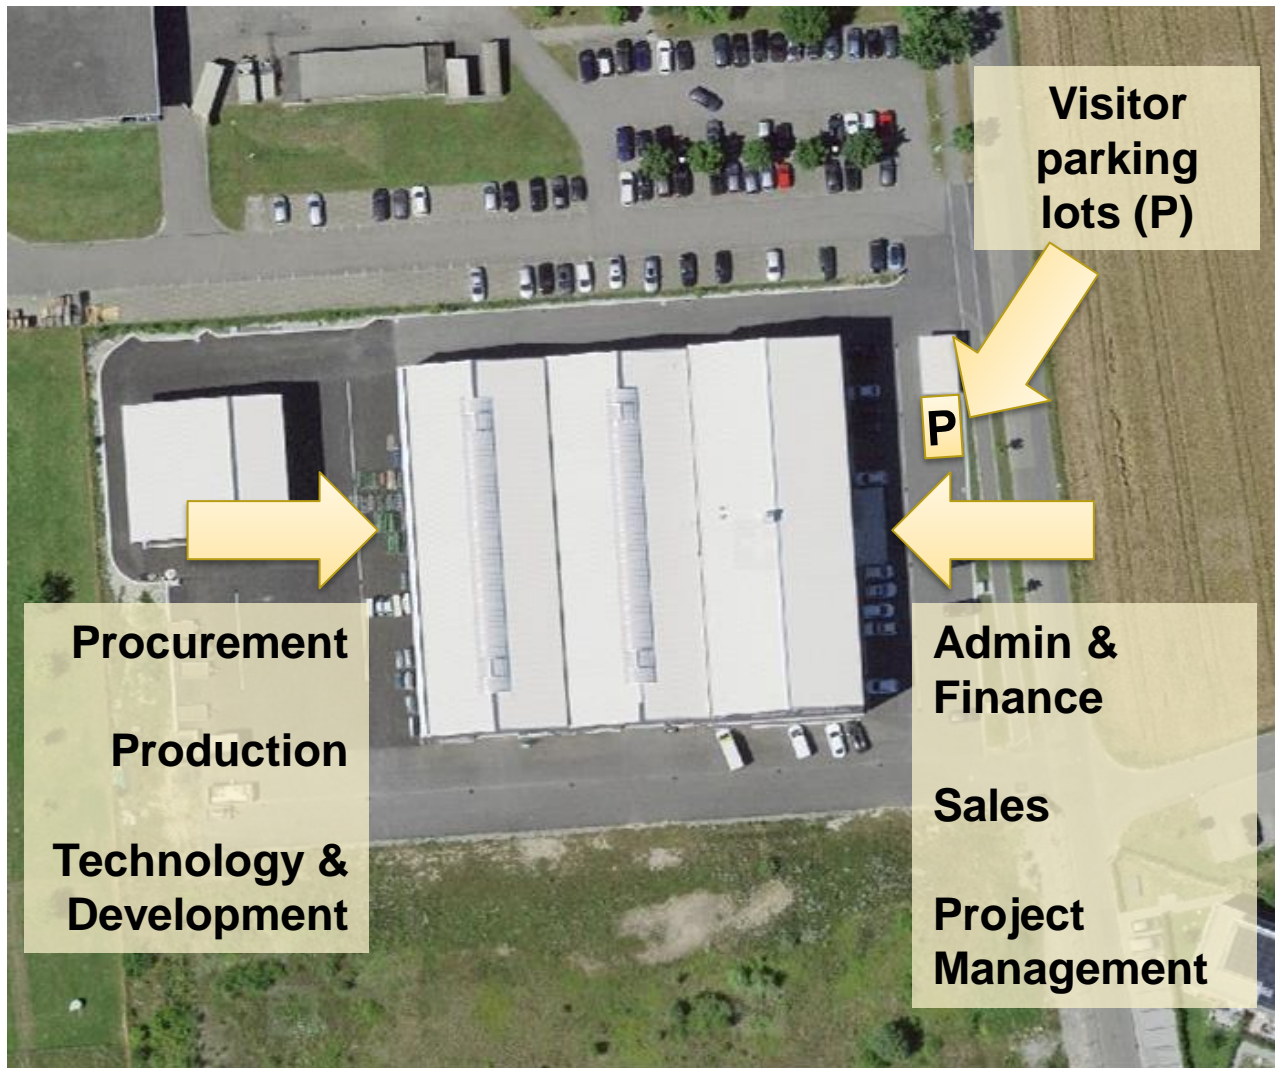 Visitor
parking
lots (P)
P
Procurement
Production
Technology &
Development
Admin &
Finance
Sales
Project
Management